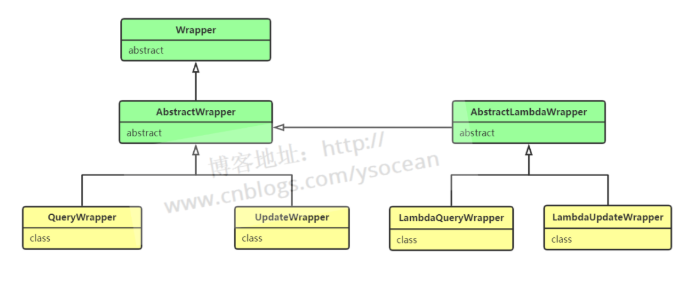 Wrapper
abstract
AbstractWrapper
abstract
AbstractLambdaWrapper
abstract
博客地址：http://
www.cnblogs.com/ysocean
QueryWrapper
class
UpdateWrapper
class
LambdaQueryWrapper
class
LambdaUpdateWrapper
class